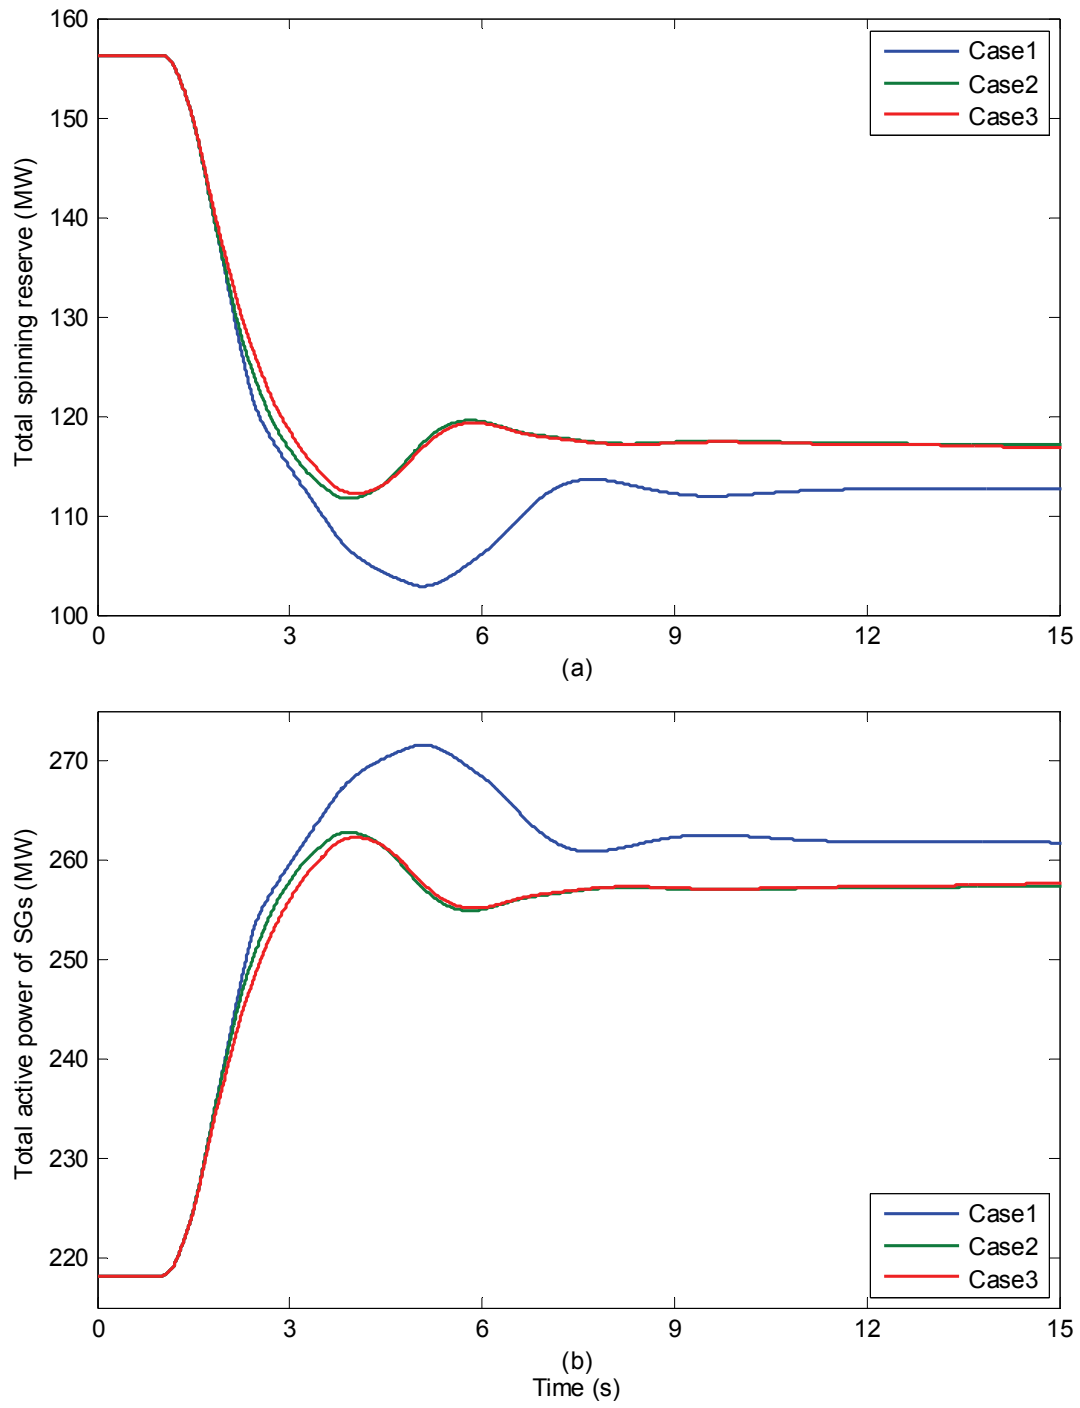 160
150
140
130
120
110
100
Total spinning reserve (MW)
Case1
Case2
Case3
0 3 6 9 12 15
(a)
270
260
250
240
230
220
Total active power of SGs (MW)
Case1
Case2
Case3
0 3 6 9 12 15
(b)
Time (s)